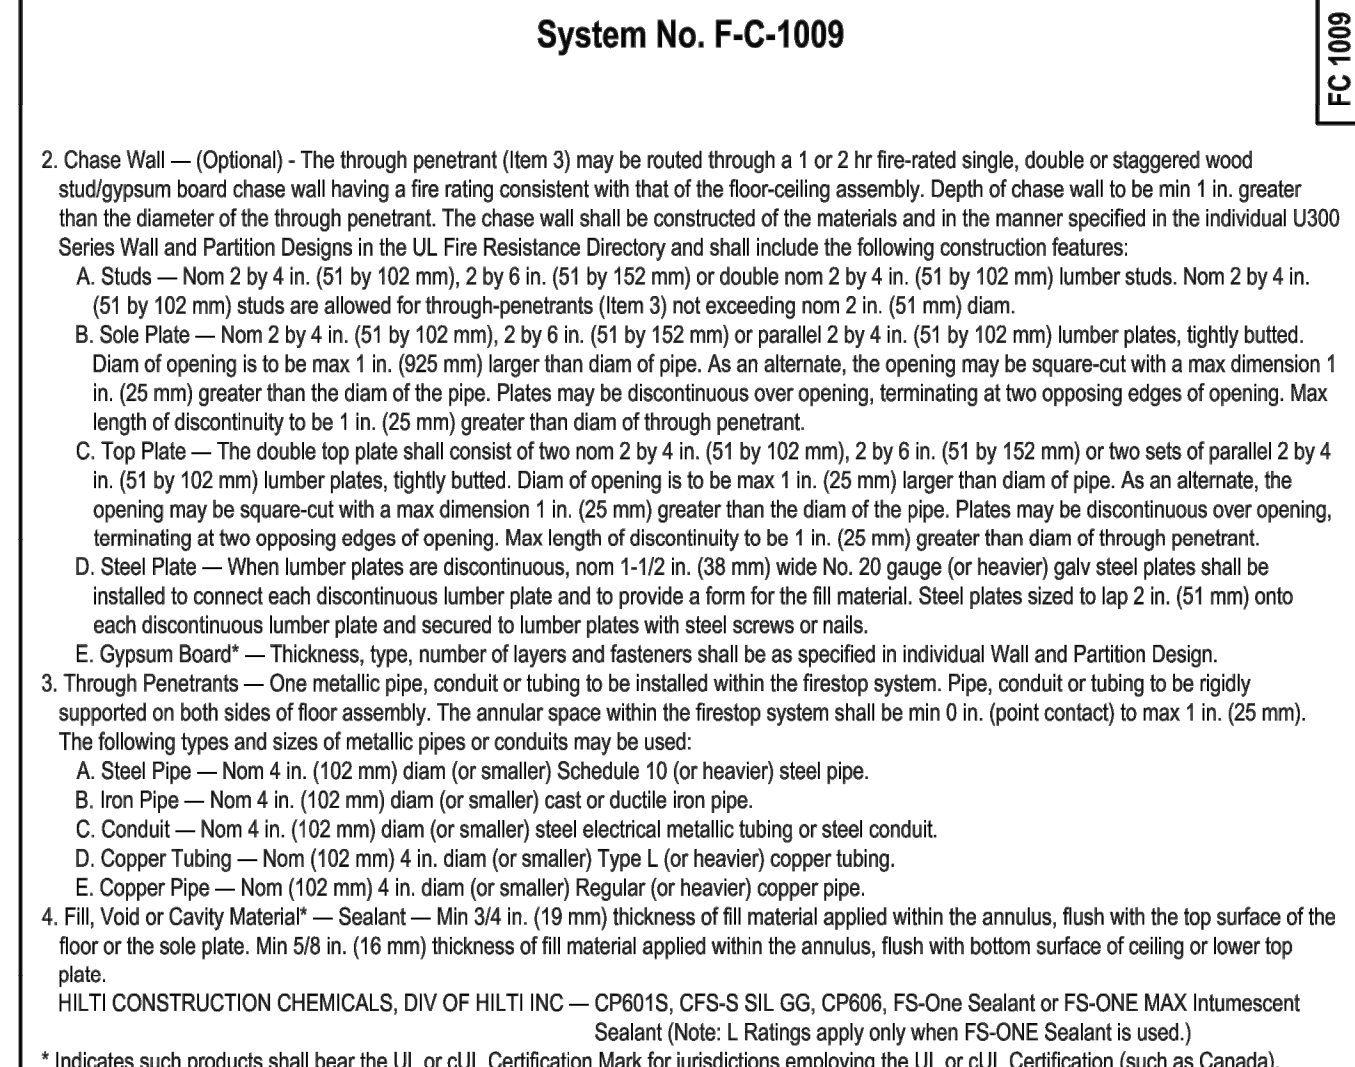 System No. F-C-1009
FC 1009
2. Chase Wall — (Optional) - The through penetrant (Item 3) may be routed through a 1 or 2 hr fire-rated single, double or staggered wood
stud/gypsum board chase wall having a fire rating consistent with that of the floor-ceiling assembly. Depth of chase wall to be min 1 in. greater
than the diameter of the through penetrant. The chase wall shall be constructed of the materials and in the manner specified in the individual U300
Series Wall and Partition Designs in the UL Fire Resistance Directory and shall include the following construction features:
A. Studs — Nom 2 by 4 in. (51 by 102 mm), 2 by 6 in. (51 by 152 mm) or double nom 2 by 4 in. (51 by 102 mm) lumber studs. Nom 2 by 4 in.
(51 by 102 mm) studs are allowed for through-penetrants (Item 3) not exceeding nom 2 in. (51 mm) diam.
B. Sole Plate — Nom 2 by 4 in. (51 by 102 mm), 2 by 6 in. (51 by 152 mm) or parallel 2 by 4 in. (51 by 102 mm) lumber plates, tightly butted.
Diam of opening is to be max 1 in. (925 mm) larger than diam of pipe. As an alternate, the opening may be square-cut with a max dimension 1
in. (25 mm) greater than the diam of the pipe. Plates may be discontinuous over opening, terminating at two opposing edges of opening. Max
length of discontinuity to be 1 in. (25 mm) greater than diam of through penetrant.
C. Top Plate — The double top plate shall consist of two nom 2 by 4 in. (51 by 102 mm), 2 by 6 in. (51 by 152 mm) or two sets of parallel 2 by 4
in. (51 by 102 mm) lumber plates, tightly butted. Diam of opening is to be max 1 in. (25 mm) larger than diam of pipe. As an alternate, the
opening may be square-cut with a max dimension 1 in. (25 mm) greater than the diam of the pipe. Plates may be discontinuous over opening,
terminating at two opposing edges of opening. Max length of discontinuity to be 1 in. (25 mm) greater than diam of through penetrant.
D. Steel Plate — When lumber plates are discontinuous, nom 1-1/2 in. (38 mm) wide No. 20 gauge (or heavier) galv steel plates shall be
installed to connect each discontinuous lumber plate and to provide a form for the fill material. Steel plates sized to lap 2 in. (51 mm) onto
each discontinuous lumber plate and secured to lumber plates with steel screws or nails.
E. Gypsum Board* — Thickness, type, number of layers and fasteners shall be as specified in individual Wall and Partition Design.
3. Through Penetrants — One metallic pipe, conduit or tubing to be installed within the firestop system. Pipe, conduit or tubing to be rigidly
supported on both sides of floor assembly. The annular space within the firestop system shall be min 0 in. (point contact) to max 1 in. (25 mm).
The following types and sizes of metallic pipes or conduits may be used:
A. Steel Pipe — Nom 4 in. (102 mm) diam (or smaller) Schedule 10 (or heavier) steel pipe.
B. Iron Pipe — Nom 4 in. (102 mm) diam (or smaller) cast or ductile iron pipe.
C. Conduit — Nom 4 in. (102 mm) diam (or smaller) steel electrical metallic tubing or steel conduit.
D. Copper Tubing — Nom (102 mm) 4 in. diam (or smaller) Type L (or heavier) copper tubing.
E. Copper Pipe — Nom (102 mm) 4 in. diam (or smaller) Regular (or heavier) copper pipe.
4. Fill, Void or Cavity Material* — Sealant — Min 3/4 in. (19 mm) thickness of fill material applied within the annulus, flush with the top surface of the
floor or the sole plate. Min 5/8 in. (16 mm) thickness of fill material applied within the annulus, flush with bottom surface of ceiling or lower top
plate.
HILTI CONSTRUCTION CHEMICALS, DIV OF HILTI INC — CP601S, CFS-S SIL GG, CP606, FS-One Sealant or FS-ONE MAX Intumescent
Sealant (Note: L Ratings apply only when FS-ONE Sealant is used.)
* Indicates such products shall bear the UL or cUL Certification Mark for jurisdictions employing the UL or cUL Certification (such as Canada).